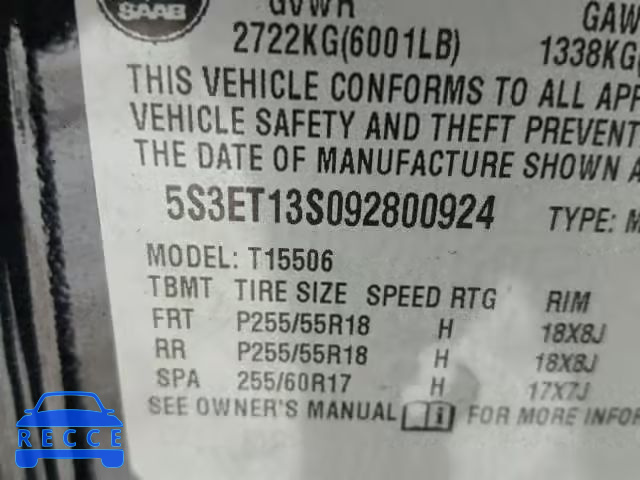 SAAB
GVWR GAW
2722KG(6001LB) 1338KG(
THIS VEHICLE CONFORMS TO ALL APP
VEHICLE SAFETY AND THEFT PREVENT
THE DATE OF MANUFACTURE SHOWN A
5S3ET13S092800924 TYPE: M
MODEL: T15506
TBMT TIRE SIZE SPEED RTG RIM
FRT P255/55R18 H 18X8J
RR P255/55R18 H 18X8J
SPA 255/60R17 H 17X7J
SEE OWNER'S MANUAL i FOR MORE INFOR
RECCE